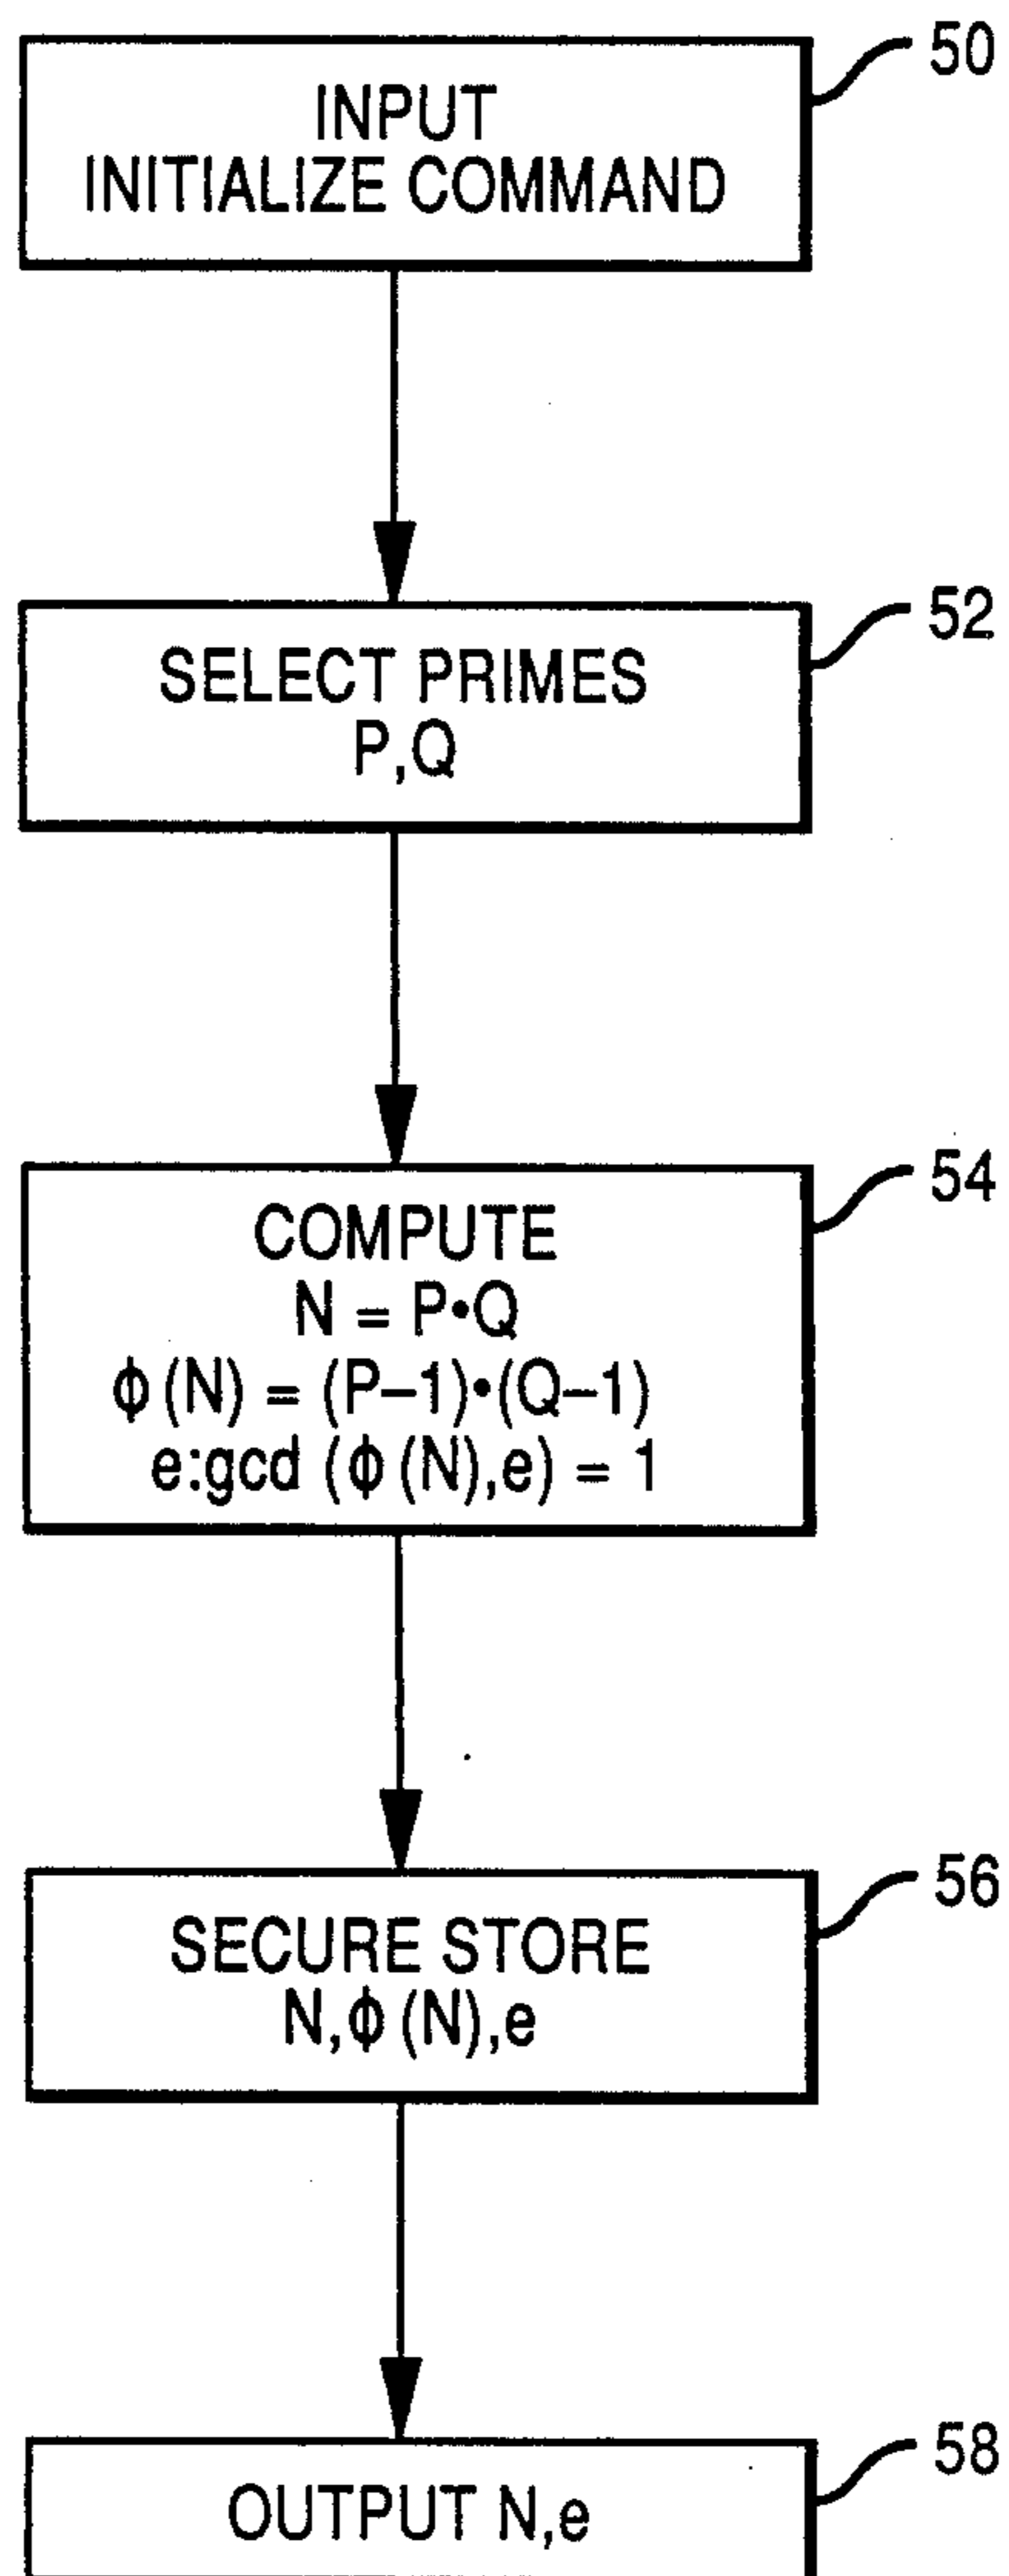 50
INPUT
INITIALIZE COMMAND
52
SELECT PRIMES
P,Q
54
COMPUTE
N = P•Q
ϕ(N) = (P–1)•(Q–1)
e:gcd (ϕ(N),e) = 1
56
SECURE STORE
N,ϕ(N),e
58
OUTPUT N,e